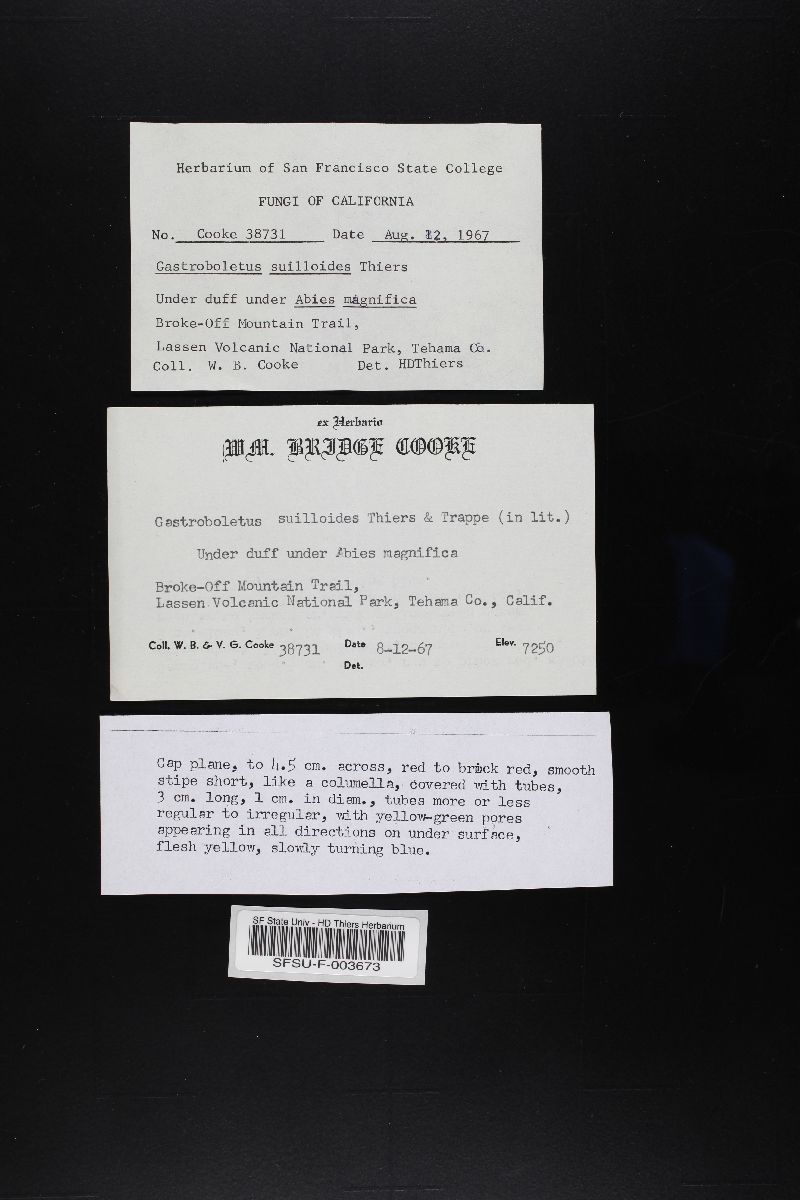 Herbarium of San Francisco State College
FUNGI OF CALIFORNIA
No. Cooke 38731 Date Aug. 12, 1967
Gastroboletus suilloides Thiers
Under duff under Abies magnifica
Broke-Off Mountain Trail,
Lassen Volcanic National Park, Tehama Co.
Coll. W. B. Cooke Det. HDThiers
ex Herbario
WM. BRIDGE COOKE
Gastroboletus suilloides Thiers & Trappe (in lit.)
Under duff under Abies magnifica
Broke-Off Mountain Trail,
Lassen Volcanic National Park, Tehama Co., Calif.
Coll. W. B. & V. G. Cooke 38731 Date 8-12-67 Elev. 7250
Det.
Cap plane, to 4.5 cm. across, red to brick red, smooth
stipe short, like a columella, covered with tubes,
3 cm. long, 1 cm. in diam., tubes more or less
regular to irregular, with yellow-green pores
appearing in all directions on under surface,
flesh yellow, slowly turning blue.
SF State Univ - HD Thiers Herbarium
SFSU-F-003673